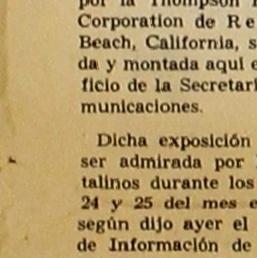 por la Thompson
Corporation de Re
Beach, California, s
da y montada aquí e
ficio de la Secretari
municaciones.
Dicha exposición
ser admirada por
talinos durante los
24 y 25 del mes e
según dijo ayer el
de Información de